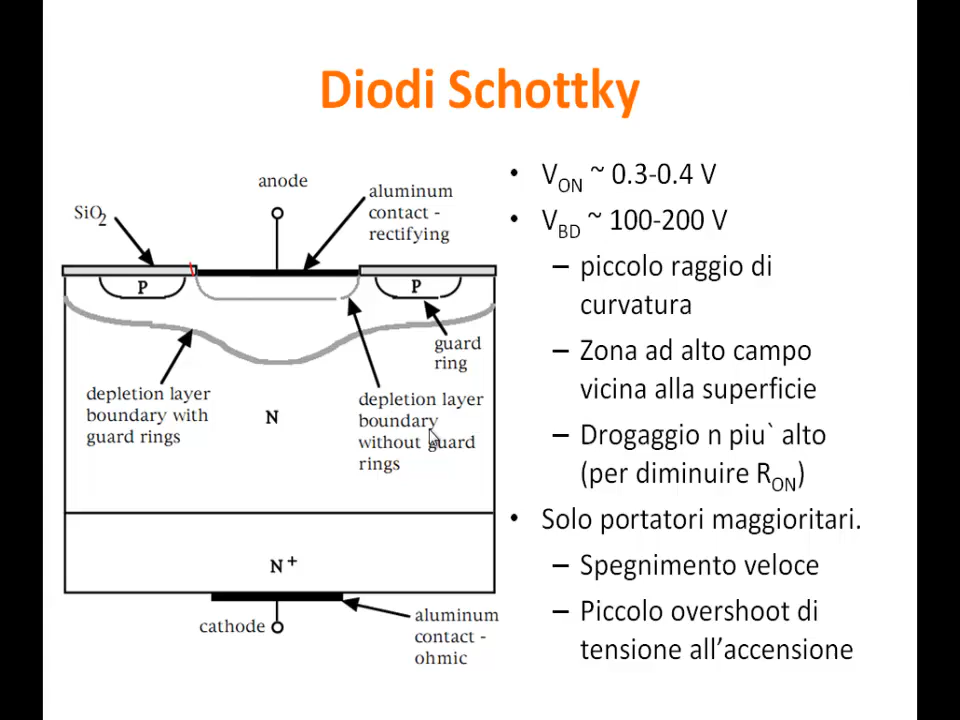 Diodi Schottky
anode
SiO2
aluminum
contact -
rectifying
P
P
guard
ring
depletion layer
boundary with
guard rings
N
depletion layer
boundary
without guard
rings
N+
cathode
aluminum
contact -
ohmic
• VON ~ 0.3-0.4 V
• VBD ~ 100-200 V
– piccolo raggio di
curvatura
– Zona ad alto campo
vicina alla superficie
– Drogaggio n piu` alto
(per diminuire RON)
• Solo portatori maggioritari.
– Spegnimento veloce
– Piccolo overshoot di
tensione all’accensione